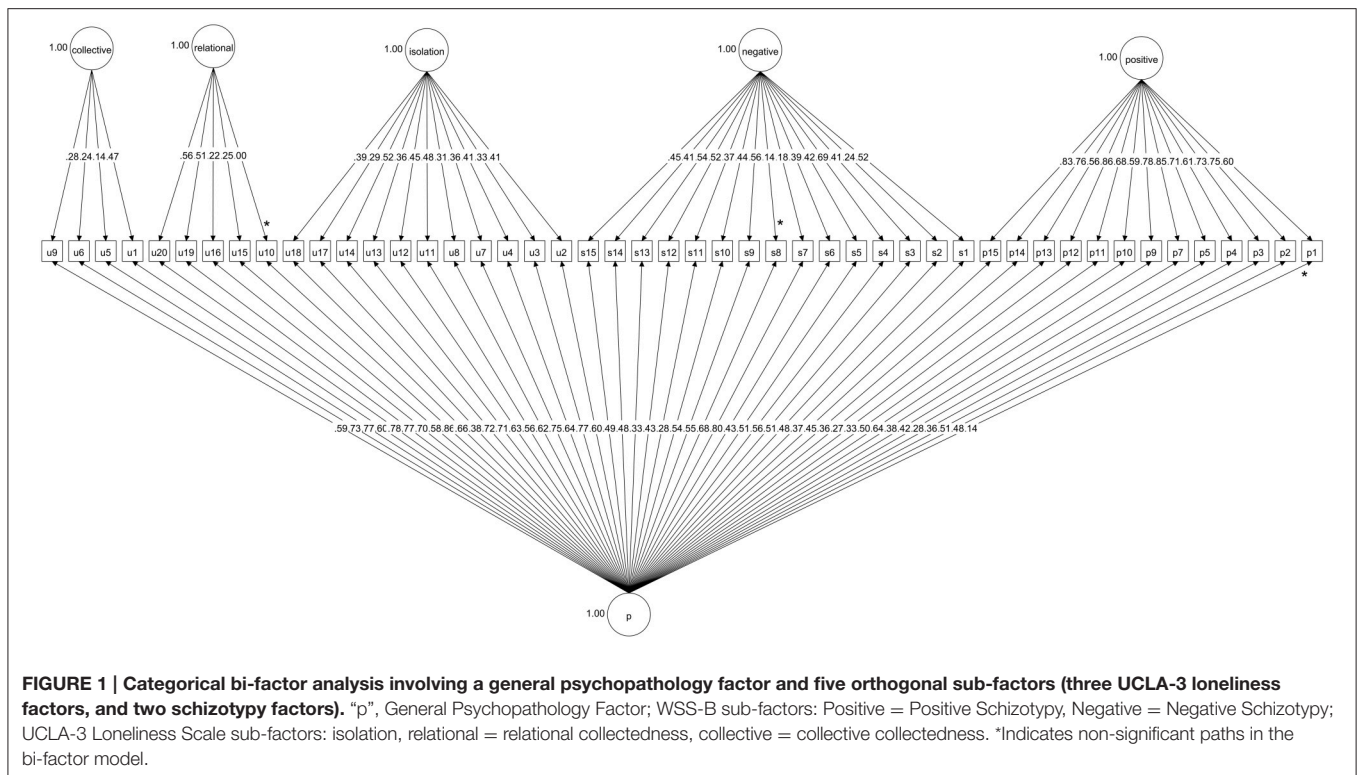 1.00 collective 1.00 relational 1.00 isolation 1.00 negative 1.00 positive
.28.24.14.47 .56.51.22.25.00 .39.29.52.36.45.48.31.36.41.33.41 .45.41.54.52.37.44.56.14.18.39.42.69.41.24.52 .83.76.56.86.68.59.78.85.71.61.73.75.60
* *
u9 u6 u5 u1 u20 u19 u16 u15 u10 u18 u17 u14 u13 u12 u11 u8 u7 u4 u3 u2 s15 s14 s13 s12 s11 s10 s9 s8 s7 s6 s5 s4 s3 s2 s1 p15 p14 p13 p12 p11 p10 p9 p7 p5 p4 p3 p2 p1
*
.59.73.77.60.78.77.70.58.86.66.38.72.71.63.56.62.75.64.77.60.49.48.33.43.28.54.55.68.80.43.51.56.51.48.37.45.36.27.33.50.64.38.42.28.36.51.48.14
1.00 p
FIGURE 1 | Categorical bi-factor analysis involving a general psychopathology factor and five orthogonal sub-factors (three UCLA-3 loneliness
factors, and two schizotypy factors). “p”, General Psychopathology Factor; WSS-B sub-factors: Positive = Positive Schizotypy, Negative = Negative Schizotypy;
UCLA-3 Loneliness Scale sub-factors: isolation, relational = relational collectedness, collective = collective collectedness. *Indicates non-significant paths in the
bi-factor model.